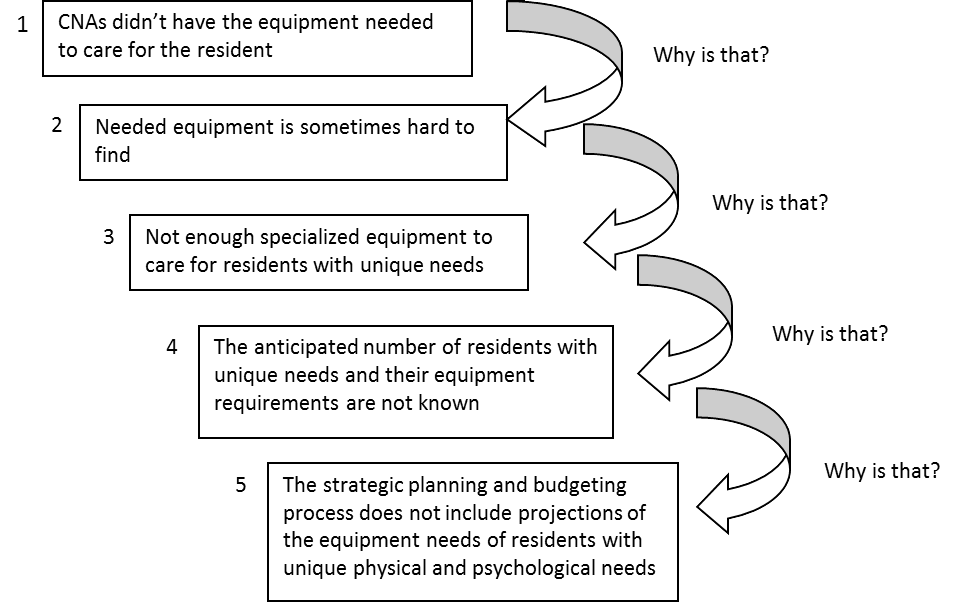 1
CNAs didn’t have the equipment needed
to care for the resident
Why is that?
2
Needed equipment is sometimes hard to
find
Why is that?
3
Not enough specialized equipment to
care for residents with unique needs
Why is that?
4
The anticipated number of residents with
unique needs and their equipment
requirements are not known
Why is that?
5
The strategic planning and budgeting
process does not include projections of
the equipment needs of residents with
unique physical and psychological needs